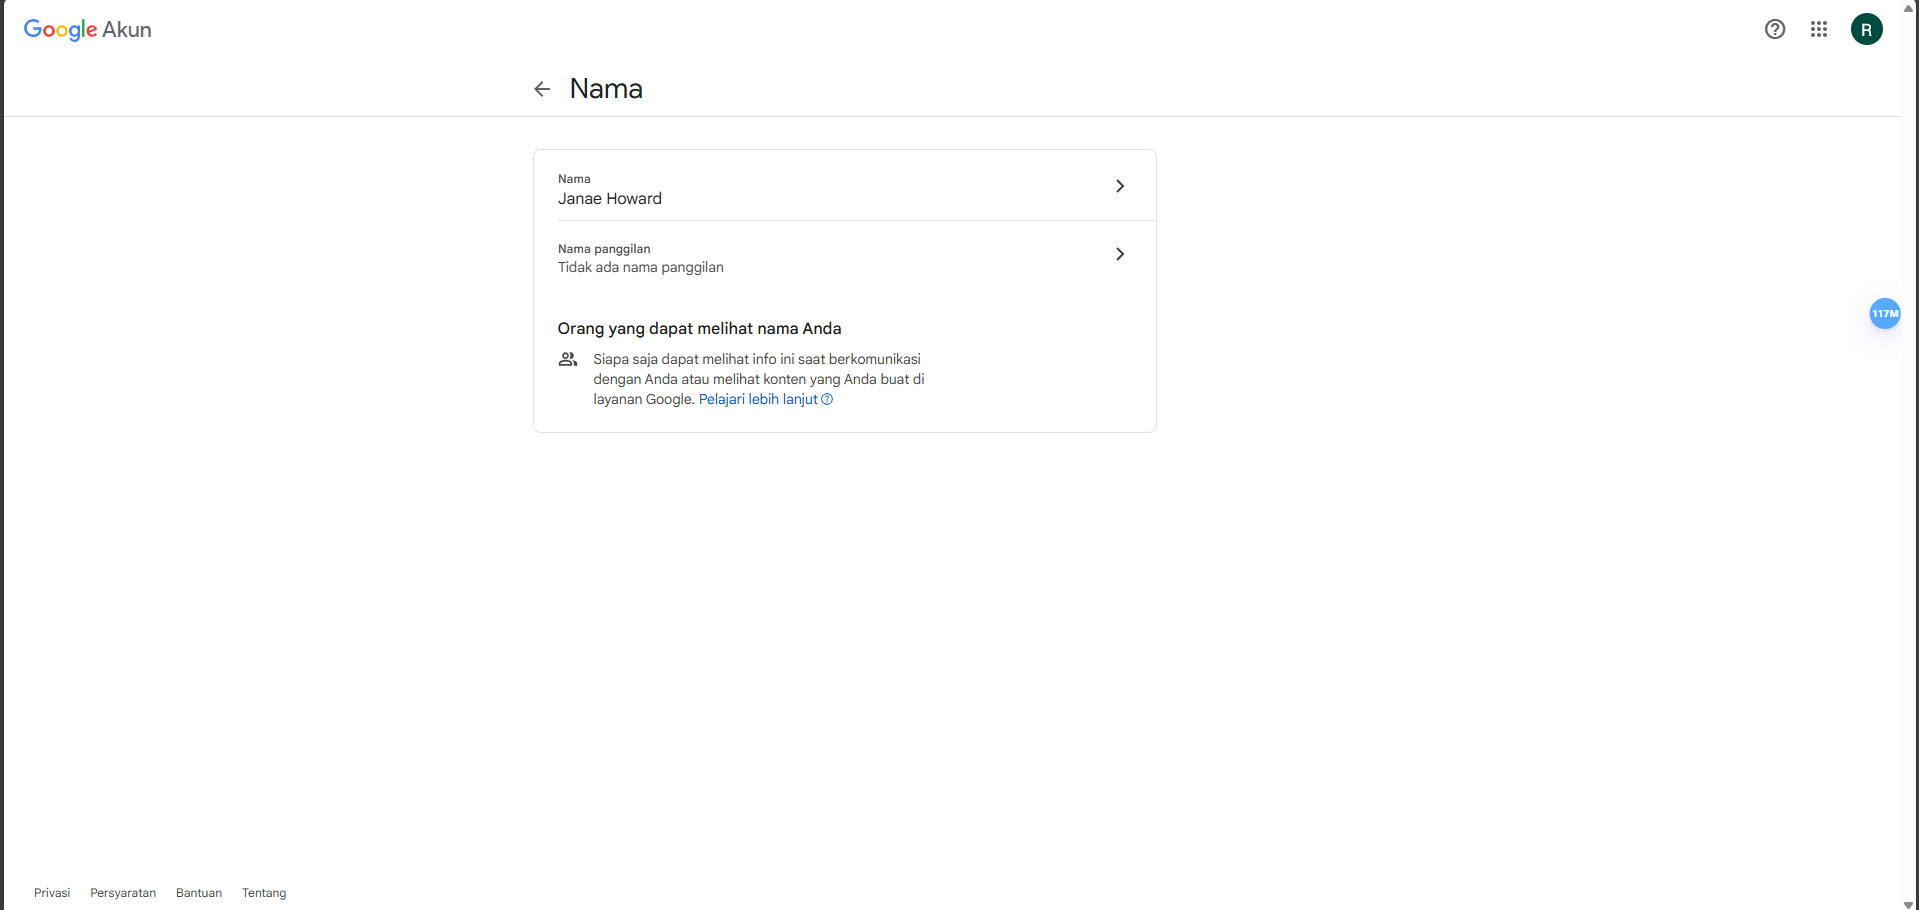 Google Akun
R
Nama
Nama
Janae Howard
Nama panggilan
Tidak ada nama panggilan
117M
Orang yang dapat melihat nama Anda
Siapa saja dapat melihat info ini saat berkomunikasi
dengan Anda atau melihat konten yang Anda buat di
layanan Google. Pelajari lebih lanjut
Privasi Persyaratan Bantuan Tentang